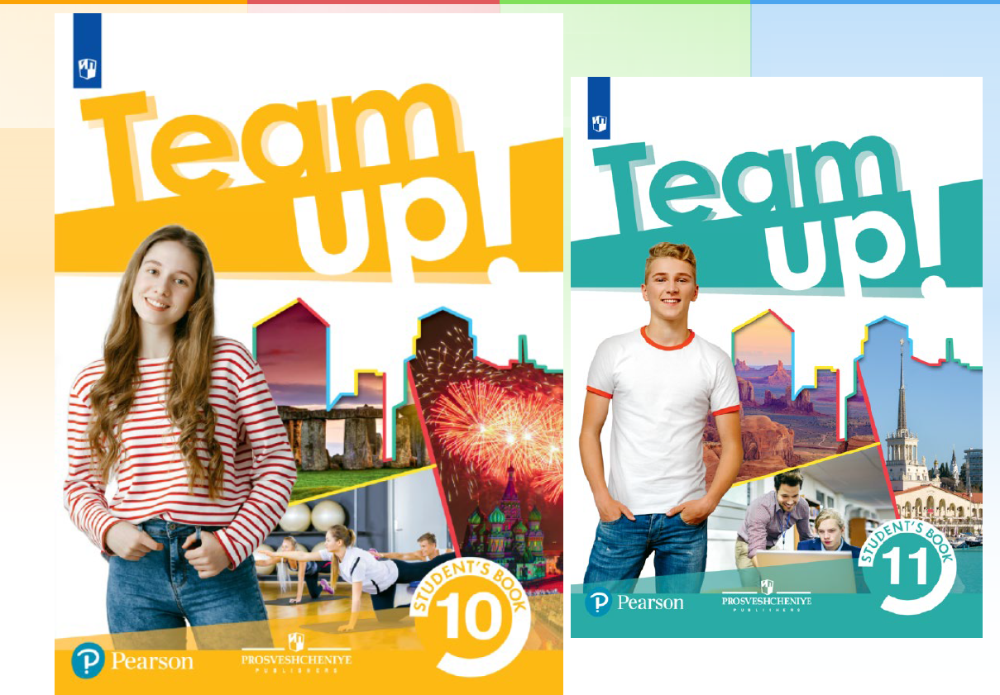 Team
up!
STUDENT'S BOOK
10
Pearson
PROSVESHCHENIYE
PUBLISHERS
Team
up!
STUDENT'S BOOK
11
Pearson
PROSVESHCHENIYE
PUBLISHERS